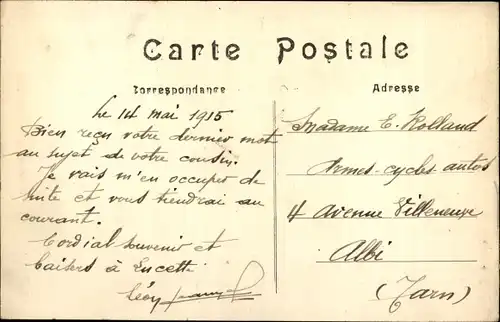 Carte Postale
Correspondance
Adresse
Le 14 mai 1915
Bien reçu votre dernier mot
au sujet de votre cousin.
Je vais m'en occuper de
suite et vous tiendrai au
courant.
Cordial souvenir et
baisers à
Léon
Madame E. Rolland
Armes-cycles autos
4 Avenue Villeneuve
Albi
(Tarn)